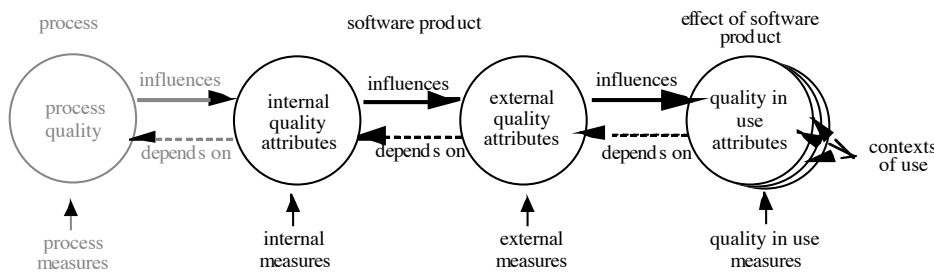 process
software product
effect of software
product
influences
influences
influences
process
quality
internal
quality
attributes
external
quality
attributes
quality in
use
attributes
depends on
depends on
depends on
contexts
of use
process
measures
internal
measures
external
measures
quality in use
measures